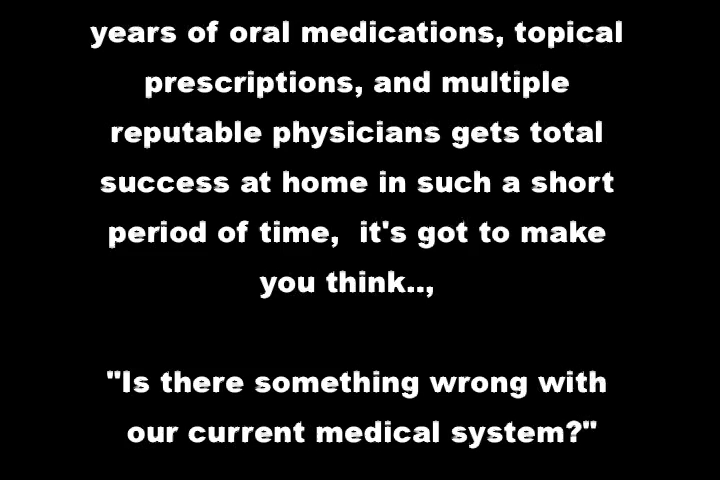 years of oral medications, topical
prescriptions, and multiple
reputable physicians gets total
success at home in such a short
period of time,  it's got to make
you think..,
"Is there something wrong with
our current medical system?"